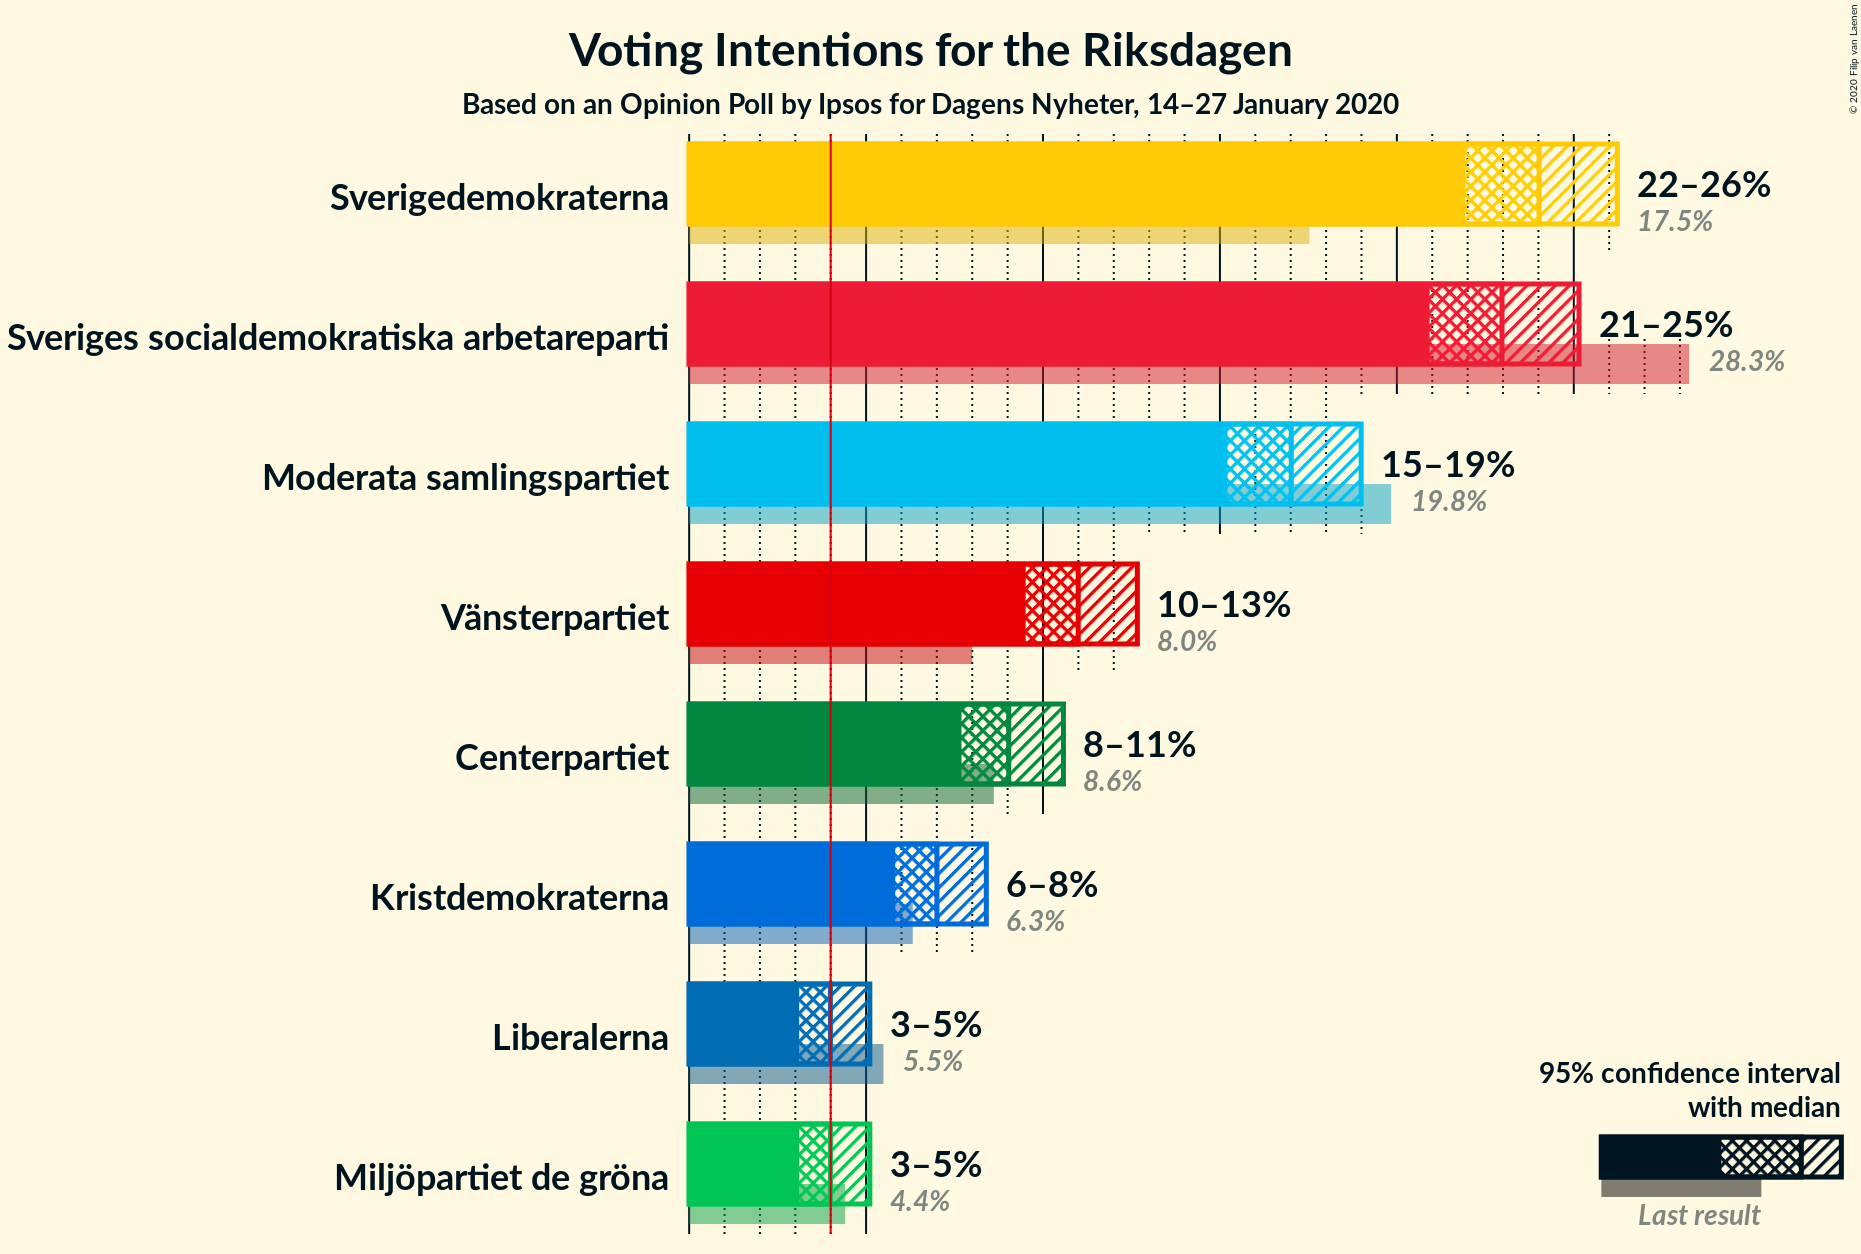 Voting Intentions for the Riksdagen
Based on an Opinion Poll by Ipsos for Dagens Nyheter, 14–27 January 2020
© 2020 Filip van Laenen
Sverigedemokraterna
22–26%
17.5%
Sveriges socialdemokratiska arbetareparti
21–25%
28.3%
Moderata samlingspartiet
15–19%
19.8%
Vänsterpartiet
10–13%
8.0%
Centerpartiet
8–11%
8.6%
Kristdemokraterna
6–8%
6.3%
Liberalerna
3–5%
5.5%
Miljöpartiet de gröna
3–5%
4.4%
95% confidence interval
with median
Last result